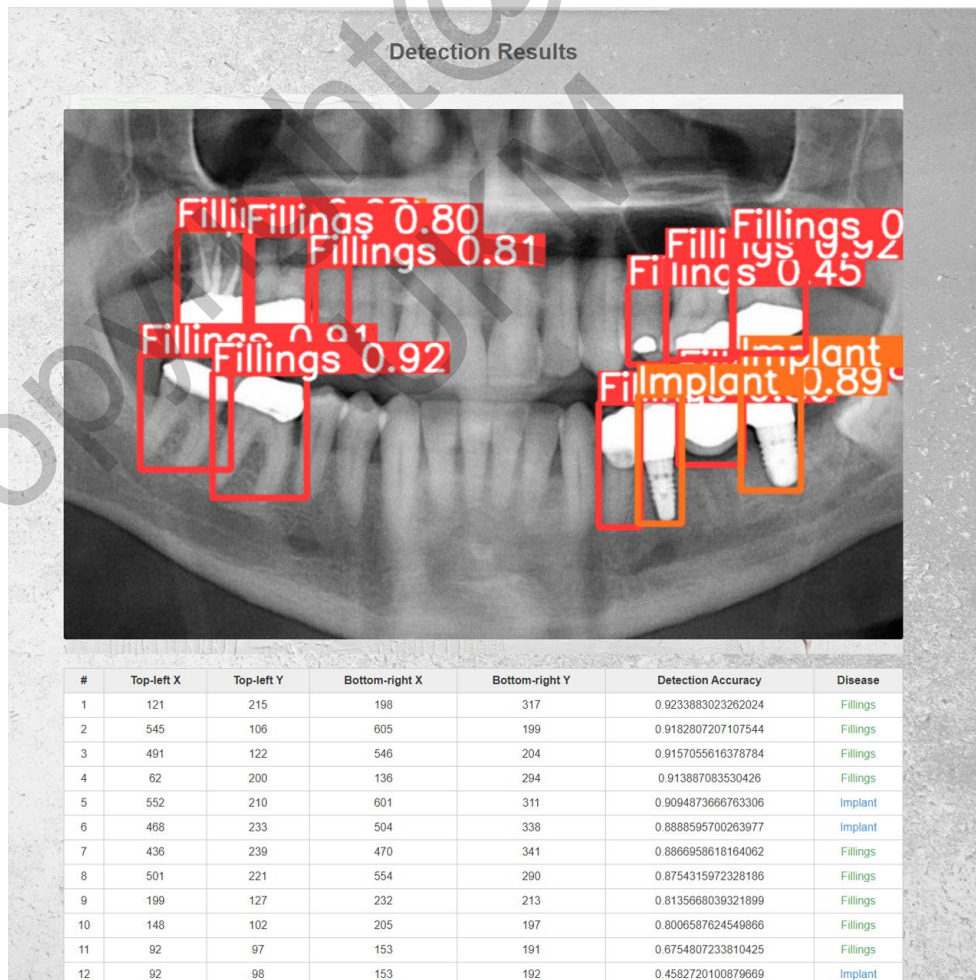 Detection Results
Fillings 0.80
Fillings 0.81
Fillings 0.92
Fillings 0.45
Fillings 0.91
Fillings 0.92
Implant
Implant 0.89
# Top-left X Top-left Y Bottom-right X Bottom-right Y Detection Accuracy Disease
1 121 215 198 317 0.9233883023262024 Fillings
2 545 106 605 199 0.9182807207107544 Fillings
3 491 122 546 204 0.9157055616378784 Fillings
4 62 200 136 294 0.913887083530426 Fillings
5 552 210 601 311 0.9094873666763306 Implant
6 468 233 504 338 0.8888595700263977 Implant
7 436 239 470 341 0.8866958618164062 Fillings
8 501 221 554 290 0.8754315972328186 Fillings
9 199 127 232 213 0.8135668039321899 Fillings
10 148 102 205 197 0.8006587624549866 Fillings
11 92 97 153 191 0.6754807233810425 Fillings
12 92 98 153 192 0.4582720100879669 Implant